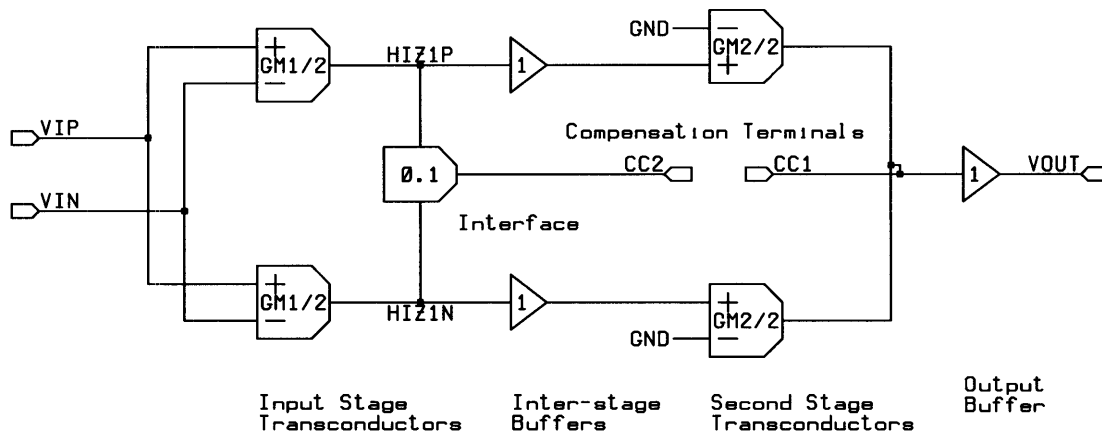 GND
HIZ1P
+
GM1/2
−
1
−
GM2/2
+
VIP
Compensation Terminals
0.1
CC2
CC1
1
VOUT
VIN
Interface
+
GM1/2
−
HIZ1N
1
+
GM2/2
−
GND
Input Stage
Transconductors
Inter-stage
Buffers
Second Stage
Transconductors
Output
Buffer